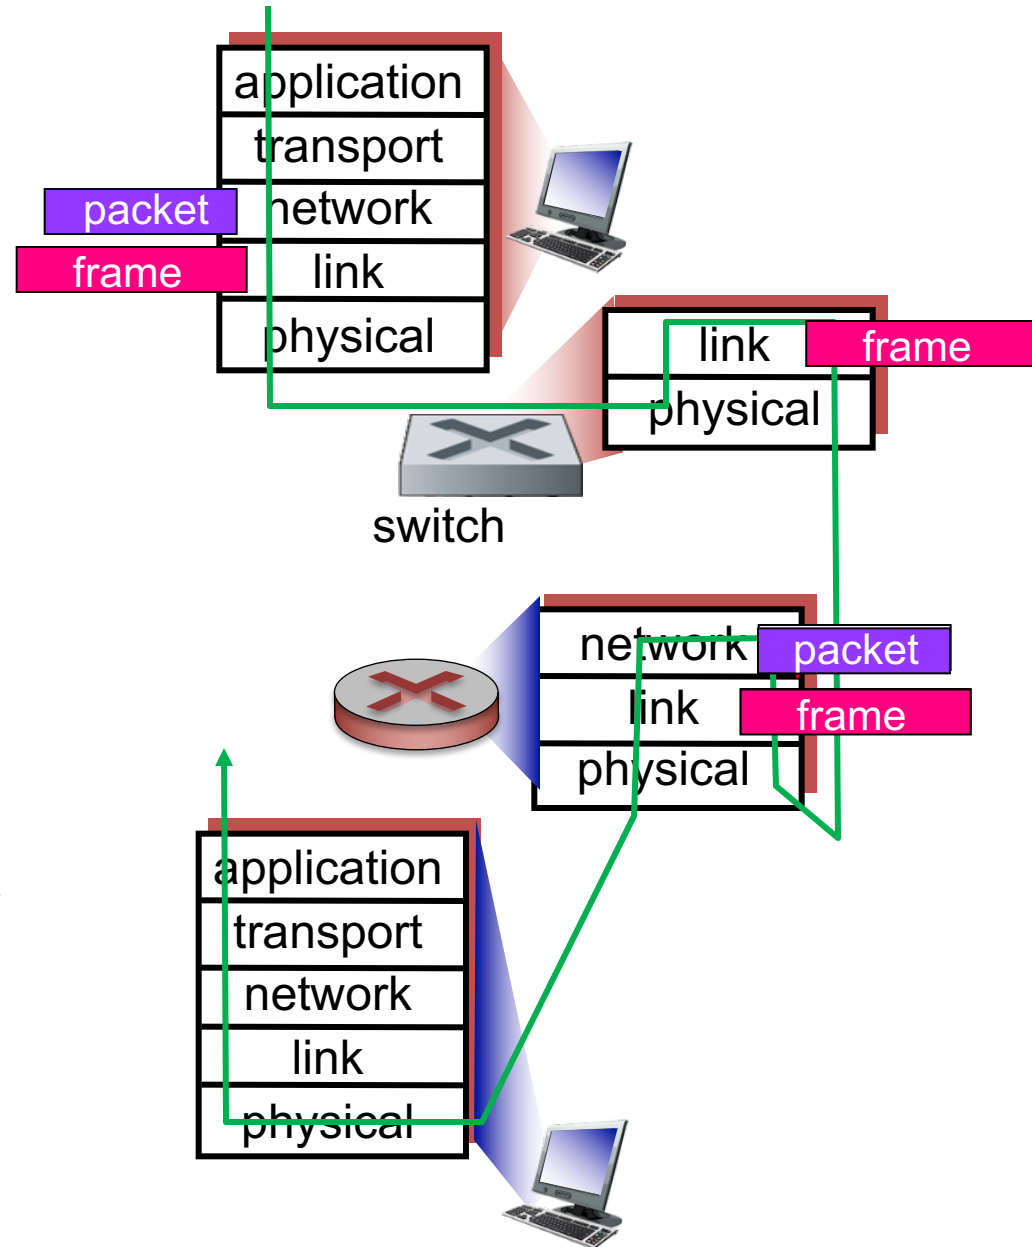 application
transport
packet network
frame link
physical
link frame
physical
switch
network packet
link frame
physical
application
transport
network
link
physical